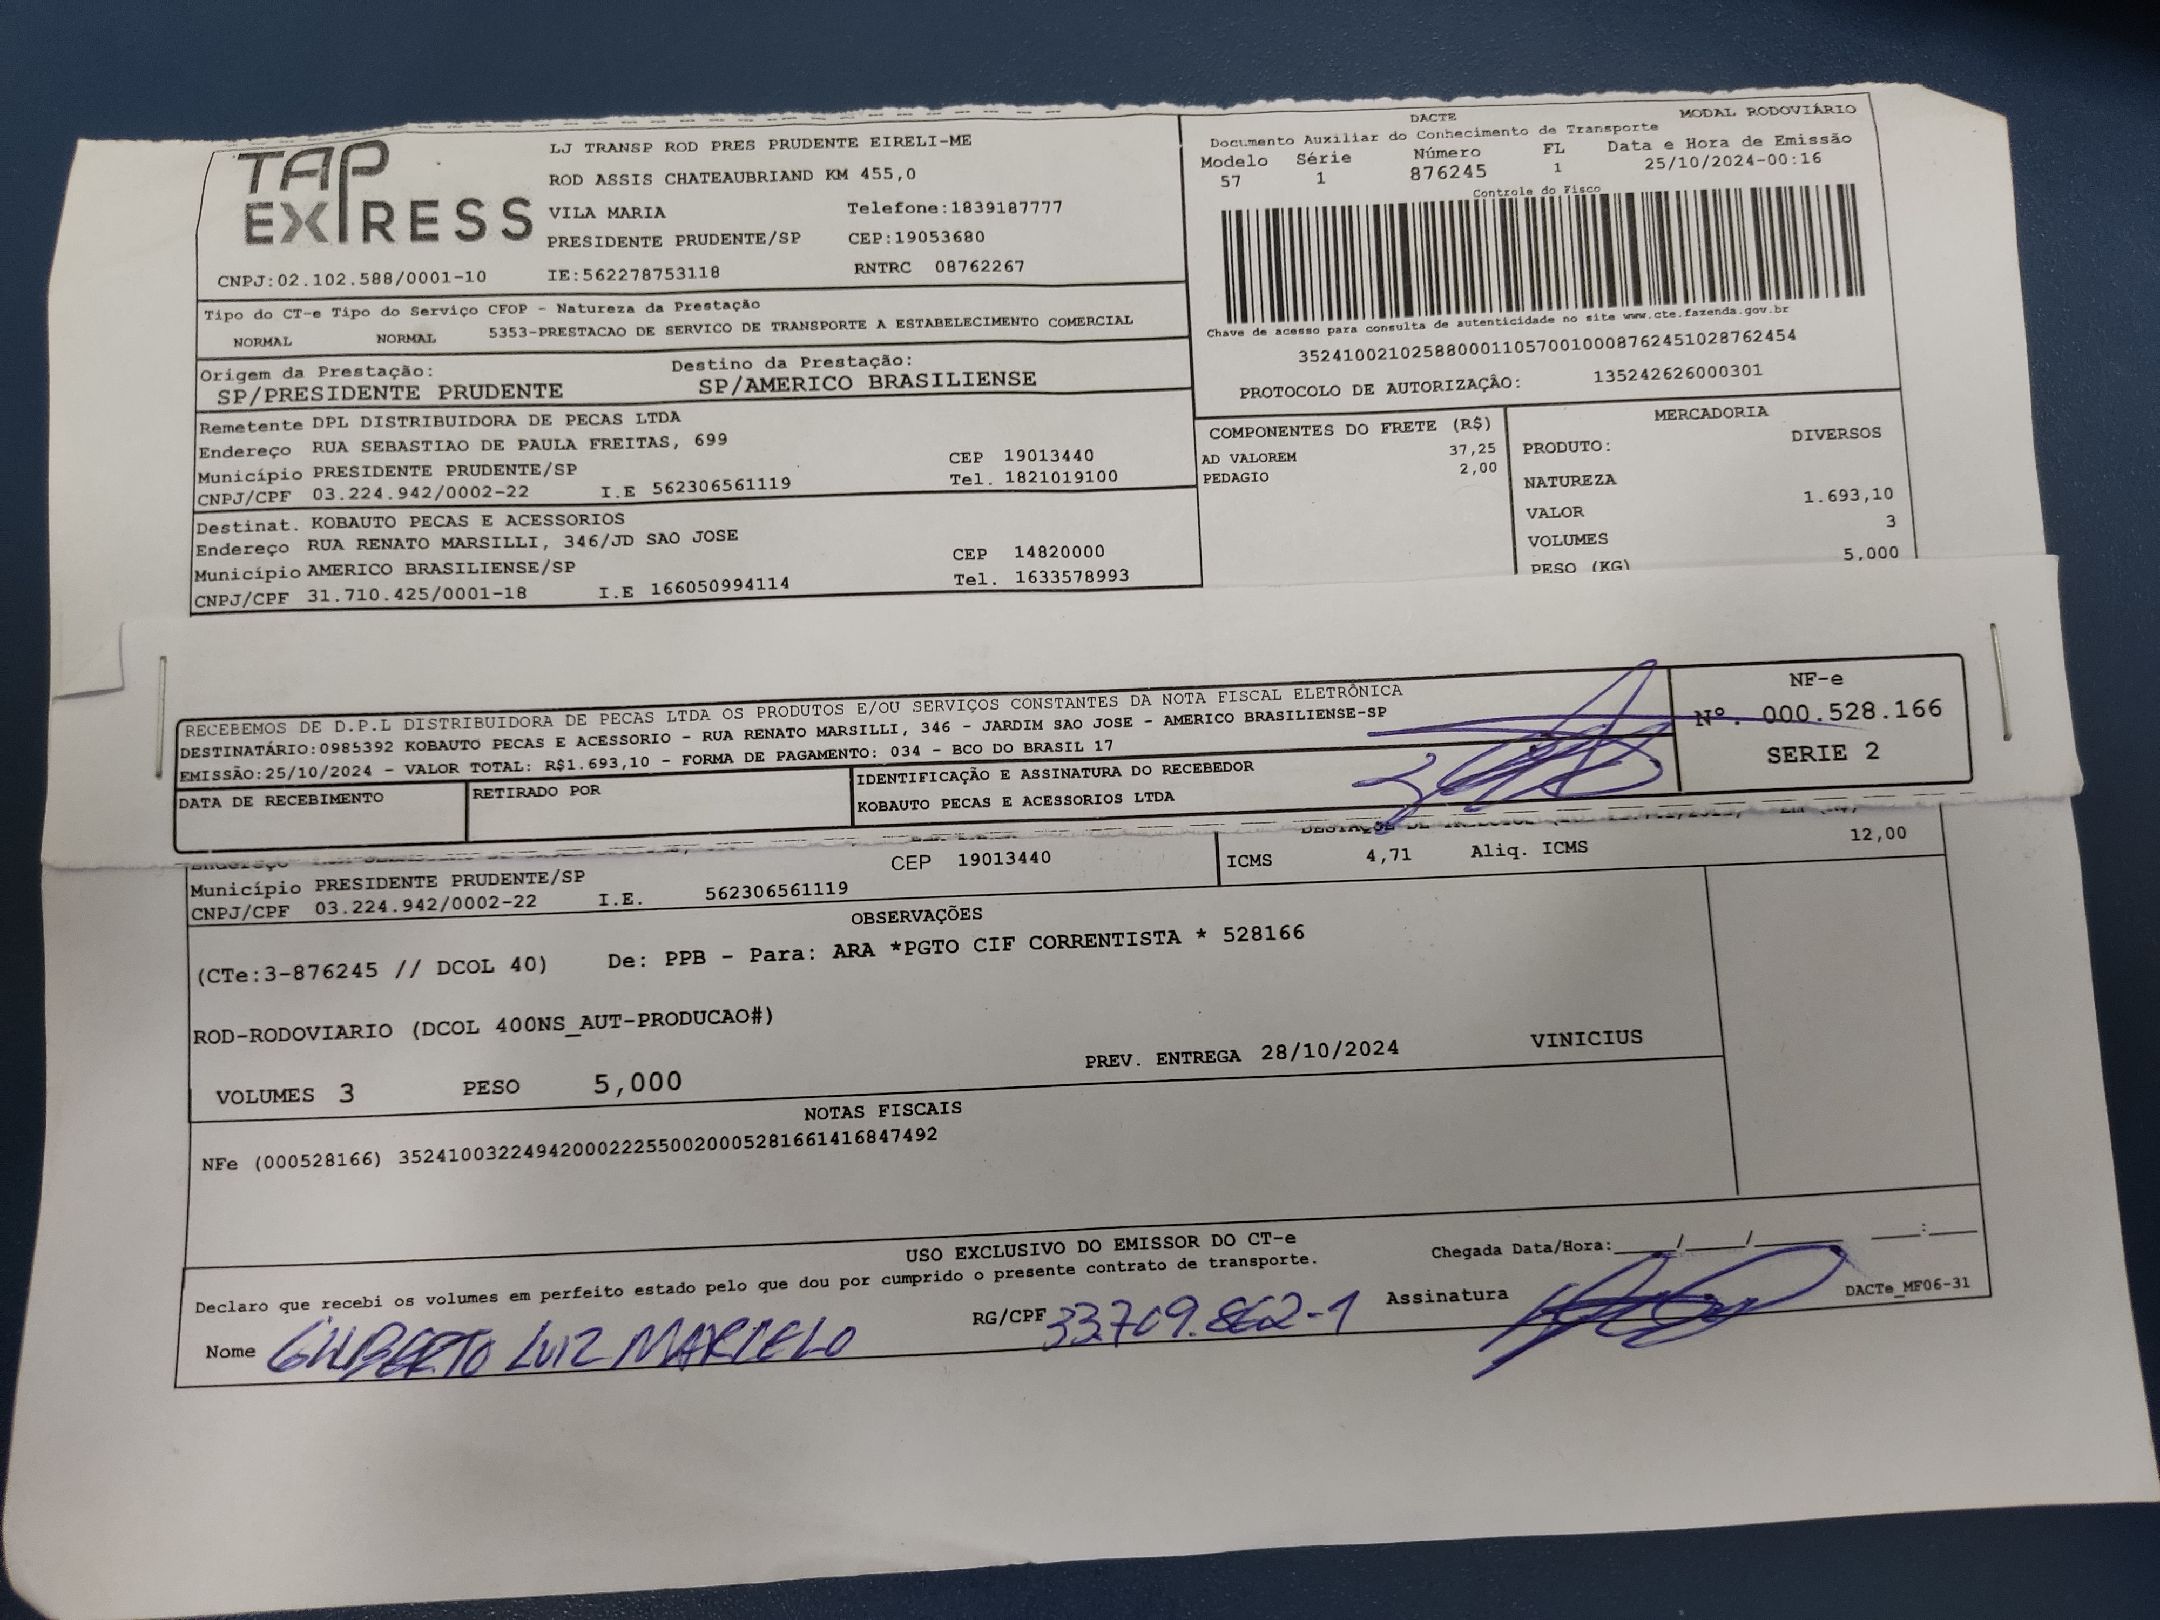 TAP EXPRESS
LJ TRANSP ROD PRES PRUDENTE EIRELI-ME
ROD ASSIS CHATEAUBRIAND KM 455,0
VILA MARIA Telefone:1839187777
PRESIDENTE PRUDENTE/SP CEP:19053680
CNPJ:02.102.588/0001-10 IE:562278753118 RNTRC 08762267
DACTE MODAL RODOVIÁRIO
Documento Auxiliar do Conhecimento de Transporte
Modelo Série Número FL Data e Hora de Emissão
57 1 876245 1 25/10/2024-00:16
Controle do Fisco
Chave de acesso para consulta de autenticidade no site www.cte.fazenda.gov.br
35241002102588000110570010008762451028762454
PROTOCOLO DE AUTORIZAÇÃO: 135242626000301
Tipo do CT-e Tipo do Serviço CFOP - Natureza da Prestação
NORMAL NORMAL 5353-PRESTACAO DE SERVICO DE TRANSPORTE A ESTABELECIMENTO COMERCIAL
Origem da Prestação: Destino da Prestação:
SP/PRESIDENTE PRUDENTE SP/AMERICO BRASILIENSE
Remetente DPL DISTRIBUIDORA DE PECAS LTDA
Endereço RUA SEBASTIAO DE PAULA FREITAS, 699
Município PRESIDENTE PRUDENTE/SP CEP 19013440
CNPJ/CPF 03.224.942/0002-22 I.E 562306561119 Tel. 1821019100
Destinat. KOBAUTO PECAS E ACESSORIOS
Endereço RUA RENATO MARSILLI, 346/JD SAO JOSE
Município AMERICO BRASILIENSE/SP CEP 14820000
CNPJ/CPF 31.710.425/0001-18 I.E 166050994114 Tel. 1633578993
COMPONENTES DO FRETE (R$)
AD VALOREM 37,25
PEDAGIO 2,00
MERCADORIA
PRODUTO: DIVERSOS
NATUREZA
VALOR 1.693,10
VOLUMES 3
PESO (KG) 5,000
RECEBEMOS DE D.P.L DISTRIBUIDORA DE PECAS LTDA OS PRODUTOS E/OU SERVIÇOS CONSTANTES DA NOTA FISCAL ELETRÔNICA
DESTINATÁRIO:0985392 KOBAUTO PECAS E ACESSORIO - RUA RENATO MARSILLI, 346 - JARDIM SAO JOSE - AMERICO BRASILIENSE-SP
EMISSÃO:25/10/2024 - VALOR TOTAL: R$1.693,10 - FORMA DE PAGAMENTO: 034 - BCO DO BRASIL 17
DATA DE RECEBIMENTO RETIRADO POR IDENTIFICAÇÃO E ASSINATURA DO RECEBEDOR
KOBAUTO PECAS E ACESSORIOS LTDA
NF-e
Nº. 000.528.166
SERIE 2
Endereço
CEP 19013440
Município PRESIDENTE PRUDENTE/SP
CNPJ/CPF 03.224.942/0002-22 I.E. 562306561119
ICMS 4,71 Aliq. ICMS 12,00
OBSERVAÇÕES
(CTe:3-876245 // DCOL 40) De: PPB - Para: ARA *PGTO CIF CORRENTISTA * 528166
ROD-RODOVIARIO (DCOL 400NS_AUT-PRODUCAO#)
PREV. ENTREGA 28/10/2024 VINICIUS
VOLUMES 3 PESO 5,000
NOTAS FISCAIS
NFe (000528166) 35241003224942000222550020005281661416847492
USO EXCLUSIVO DO EMISSOR DO CT-e
Declaro que recebi os volumes em perfeito estado pelo que dou por cumprido o presente contrato de transporte.
Chegada Data/Hora:____/____/______ ___:___
Nome GILBERTO LUIZ MARCELO RG/CPF 33.709.862-1 Assinatura
DACTe_MF06-31